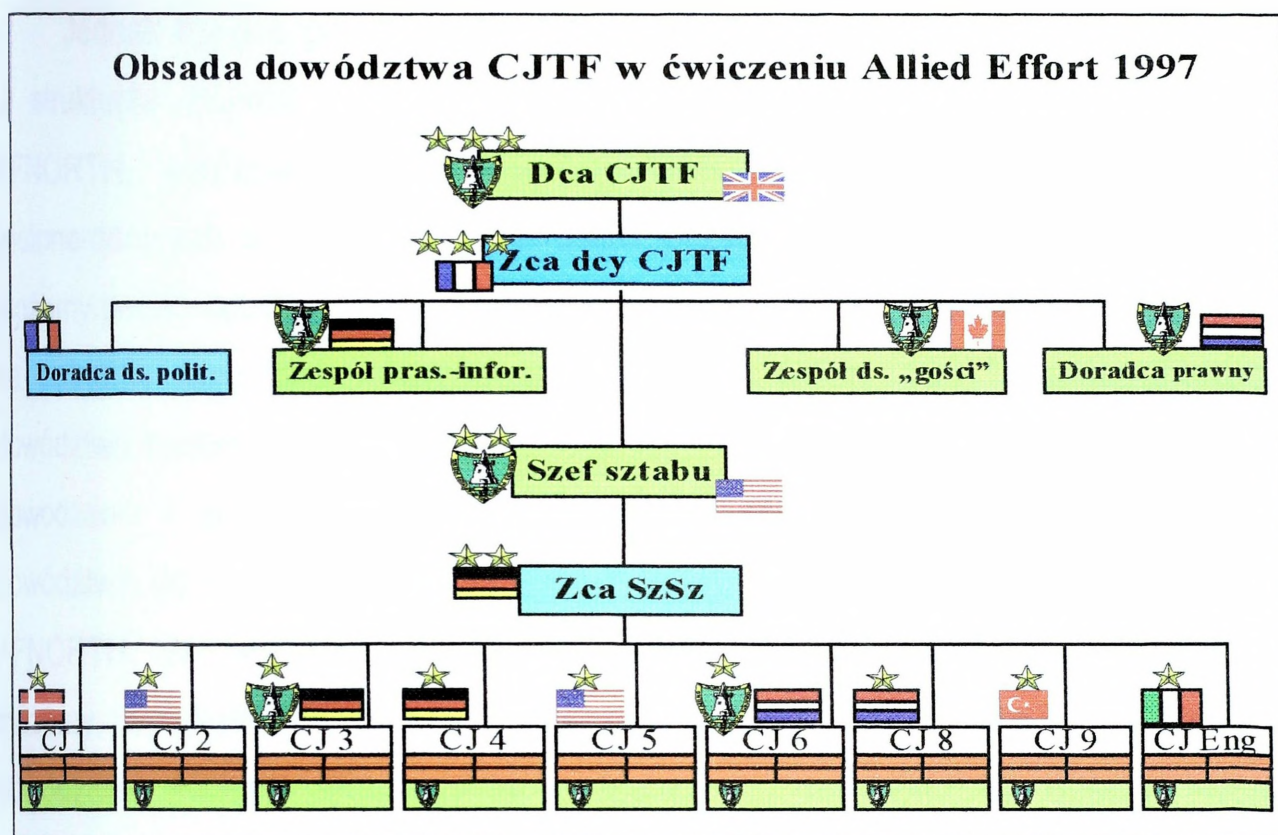 Obsada dowództwa CJTF w ćwiczeniu Allied Effort 1997
Dca CJTF
Zca dcy CJTF
Doradca ds. polit.
Zespół pras.-infor.
Zespół ds. „gości”
Doradca prawny
Szef sztabu
Zca SzSz
CJ 1
CJ 2
CJ 3
CJ 4
CJ 5
CJ 6
CJ 8
CJ 9
CJ Eng